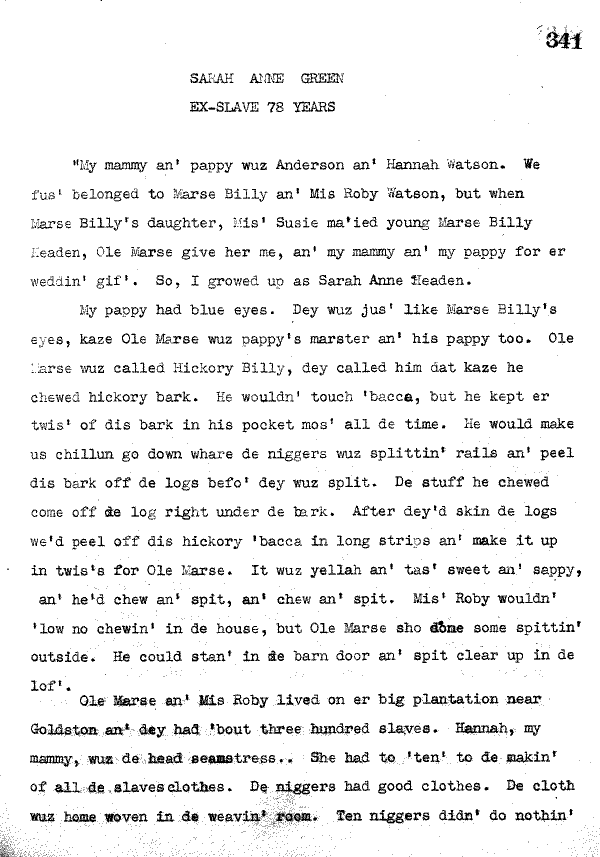 341
SARAH ANNE GREEN
EX-SLAVE 78 YEARS
"My mammy an' pappy wuz Anderson an' Hannah Watson. We
fus' belonged to Marse Billy an' Mis Roby Watson, but when
Marse Billy's daughter, Mis' Susie ma'ied young Marse Billy
Headen, Ole Marse give her me, an' my mammy an' my pappy for er
weddin' gif'. So, I growed up as Sarah Anne Headen.
My pappy had blue eyes. Dey wuz jus' like Marse Billy's
eyes, kaze Ole Marse wuz pappy's marster an' his pappy too. Ole
Marse wuz called Hickory Billy, dey called him dat kaze he
chewed hickory bark. He wouldn' touch 'bacca, but he kept er
twis' of dis bark in his pocket mos' all de time. He would make
us chillun go down whare de niggers wuz splittin' rails an' peel
dis bark off de logs befo' dey wuz split. De stuff he chewed
come off de log right under de bark. After dey'd skin de logs
we'd peel off dis hickory 'bacca in long strips an' make it up
in twis's for Ole Marse. It wuz yellah an' tas' sweet an' sappy,
an' he'd chew an' spit, an' chew an' spit. Mis' Roby wouldn'
'low no chewin' in de house, but Ole Marse sho done some spittin'
outside. He could stan' in de barn door an' spit clear up in de
lof'.
Ole Marse an' Mis Roby lived on er big plantation near
Goldston an' dey had 'bout three hundred slaves. Hannah, my
mammy, wuz de head seamstress.. She had to 'ten' to de makin'
of all de slaves clothes. De niggers had good clothes. De cloth
wuz home woven in de weavin' room. Ten niggers didn' do nothin'